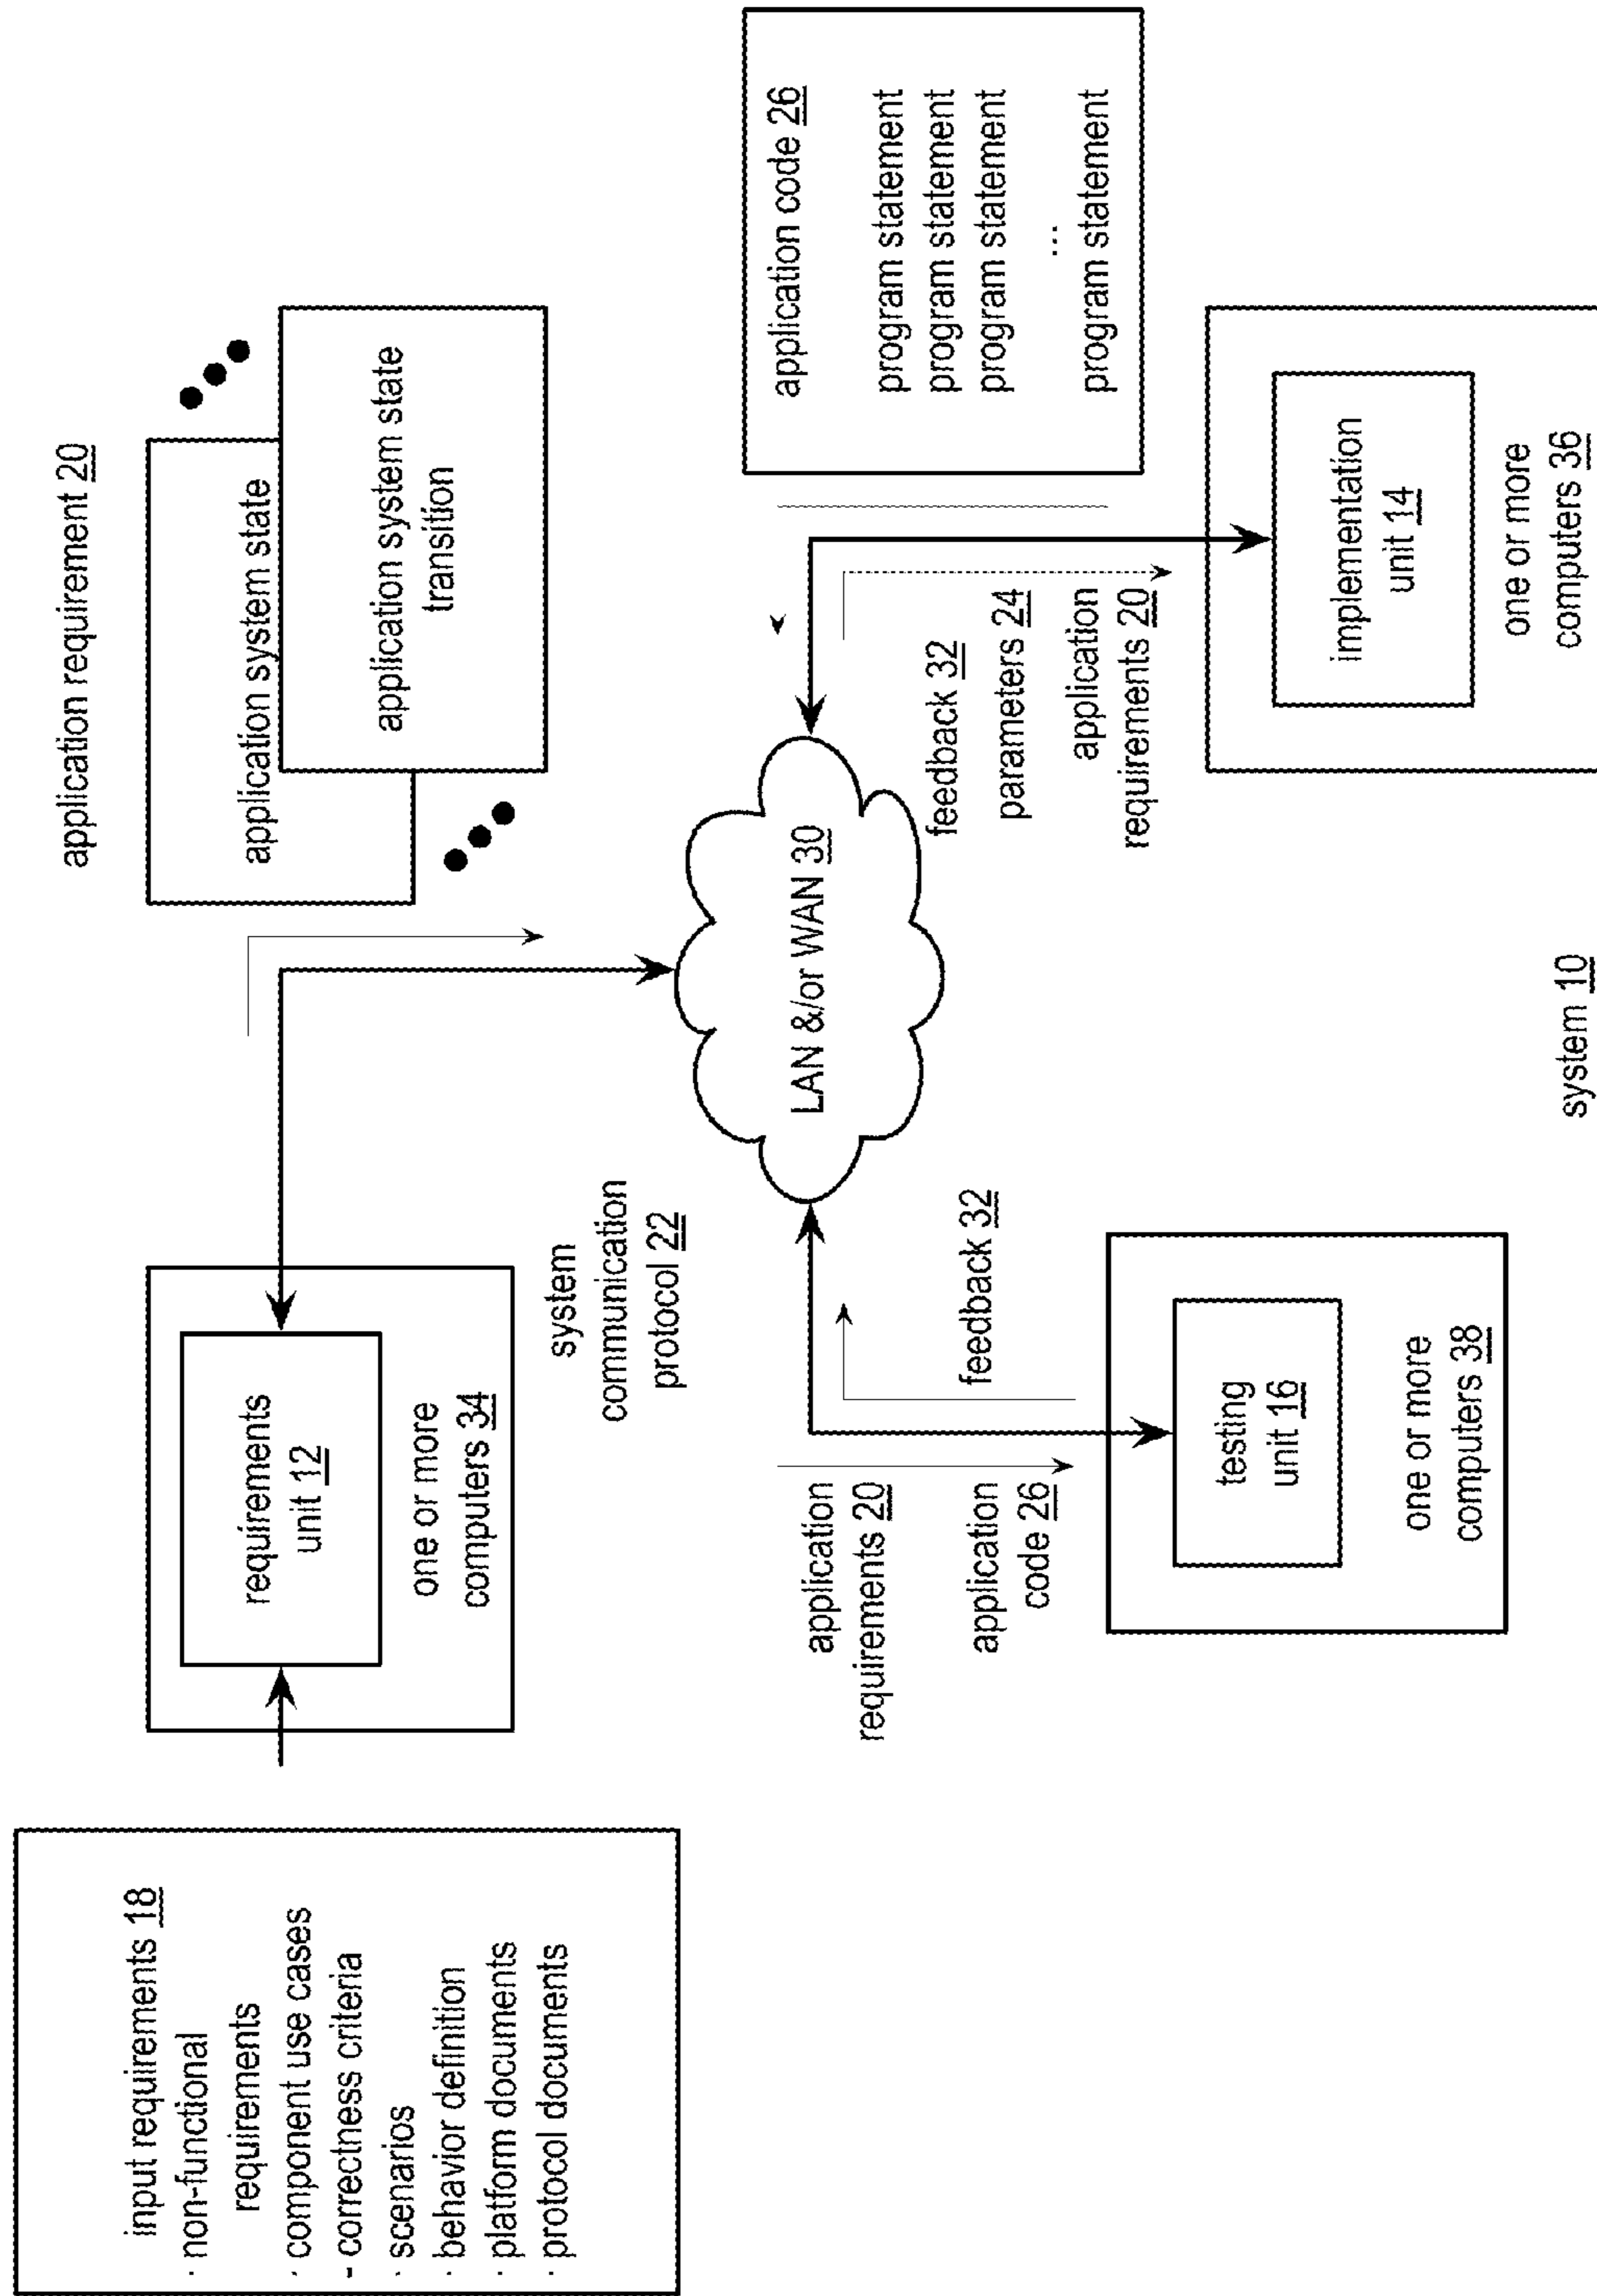 input requirements 18
· non-functional
requirements
· component use cases
- correctness criteria
· scenarios
· behavior definition
· platform documents
· protocol documents
requirements
unit 12
one or more
computers 34
application requirement 20
application system state
application system state
transition
system
communication
protocol 22
LAN &/or WAN 30
application
requirements 20
application
code 26
feedback 32
testing
unit 16
one or more
computers 38
feedback 32
parameters 24
application
requirements 20
application code 26
program statement
program statement
program statement
...
program statement
implementation
unit 14
one or more
computers 36
system 10